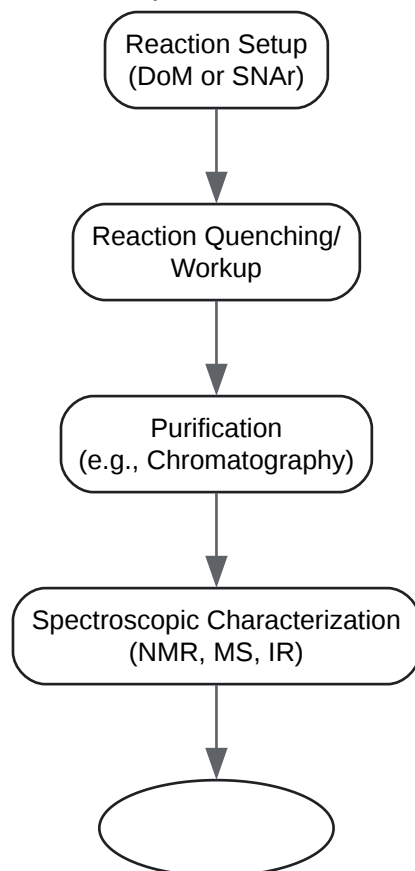 Reaction Setup
(DoM or SNAr)
Reaction Quenching/
Workup
Purification
(e.g., Chromatography)
Spectroscopic Characterization
(NMR, MS, IR)